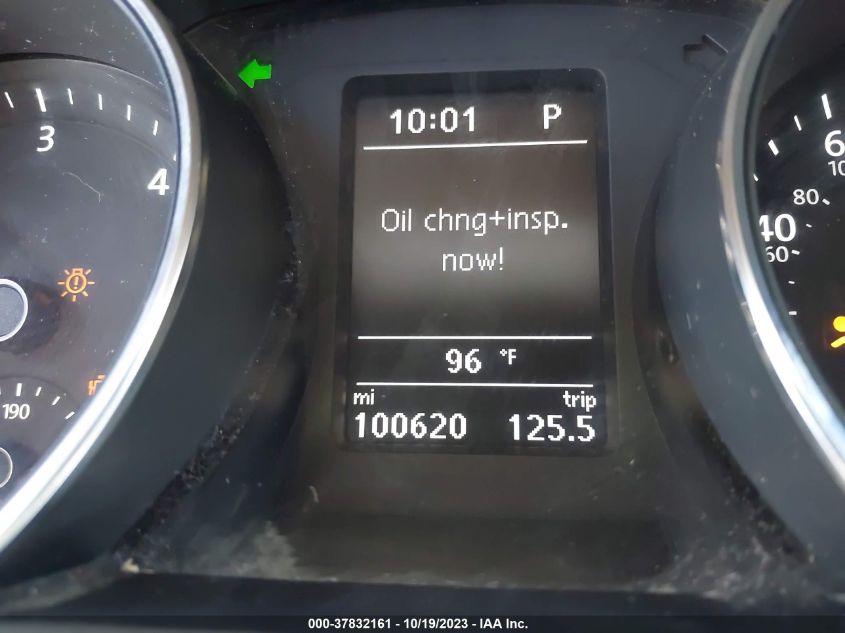 10:01 P
Oil chng+insp.
now!
96 °F
mi trip
100620 125.5
3
4
190
80
40
60
000-37832161 - 10/19/2023 - IAA Inc.